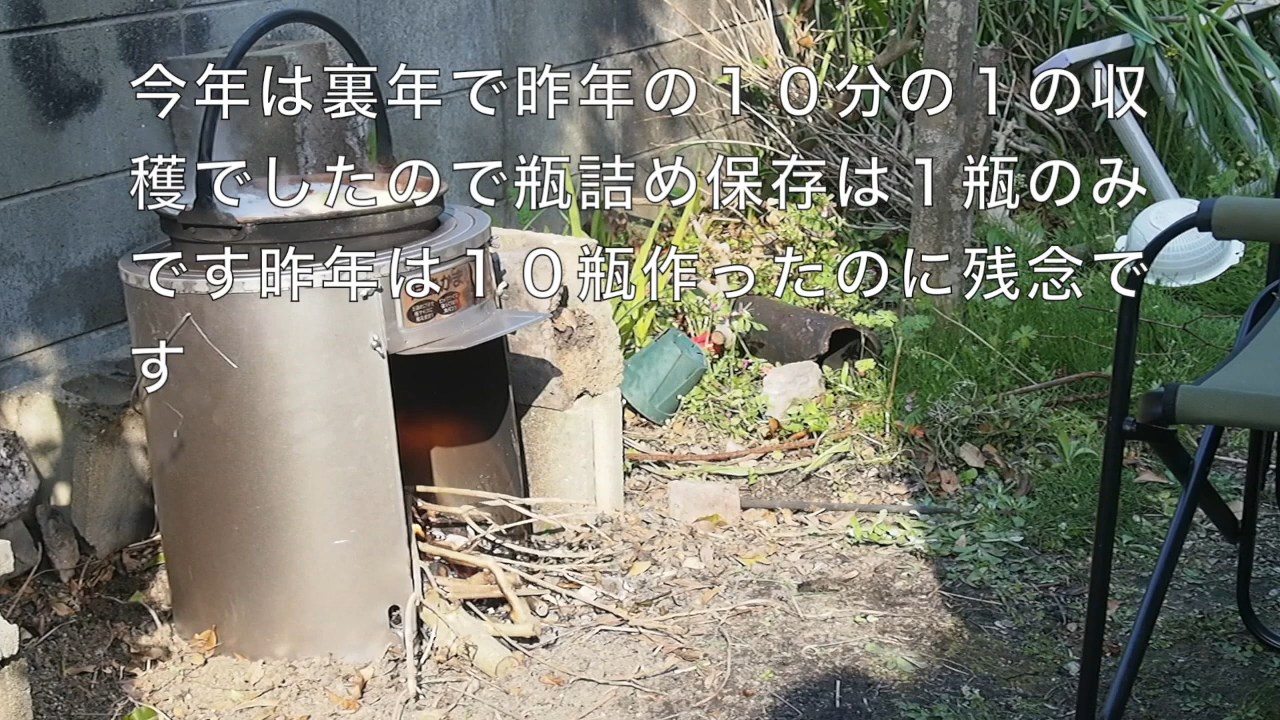 今年は裏年で昨年の１０分の１の収
穫でしたので瓶詰め保存は１瓶のみ
です昨年は１０瓶作ったのに残念で
す